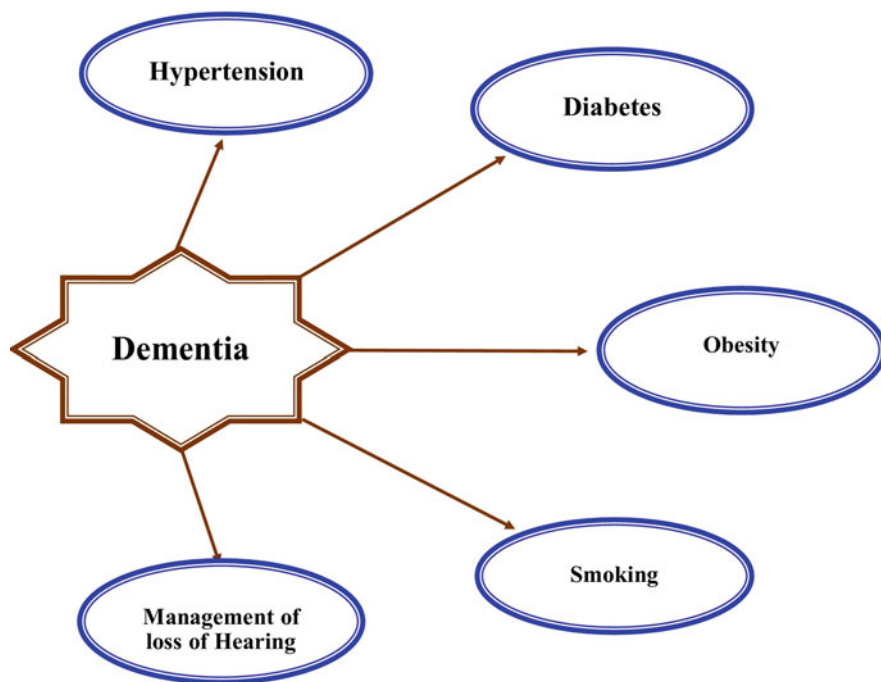 Hypertension
Diabetes
Dementia
Obesity
Smoking
Management of
loss of Hearing